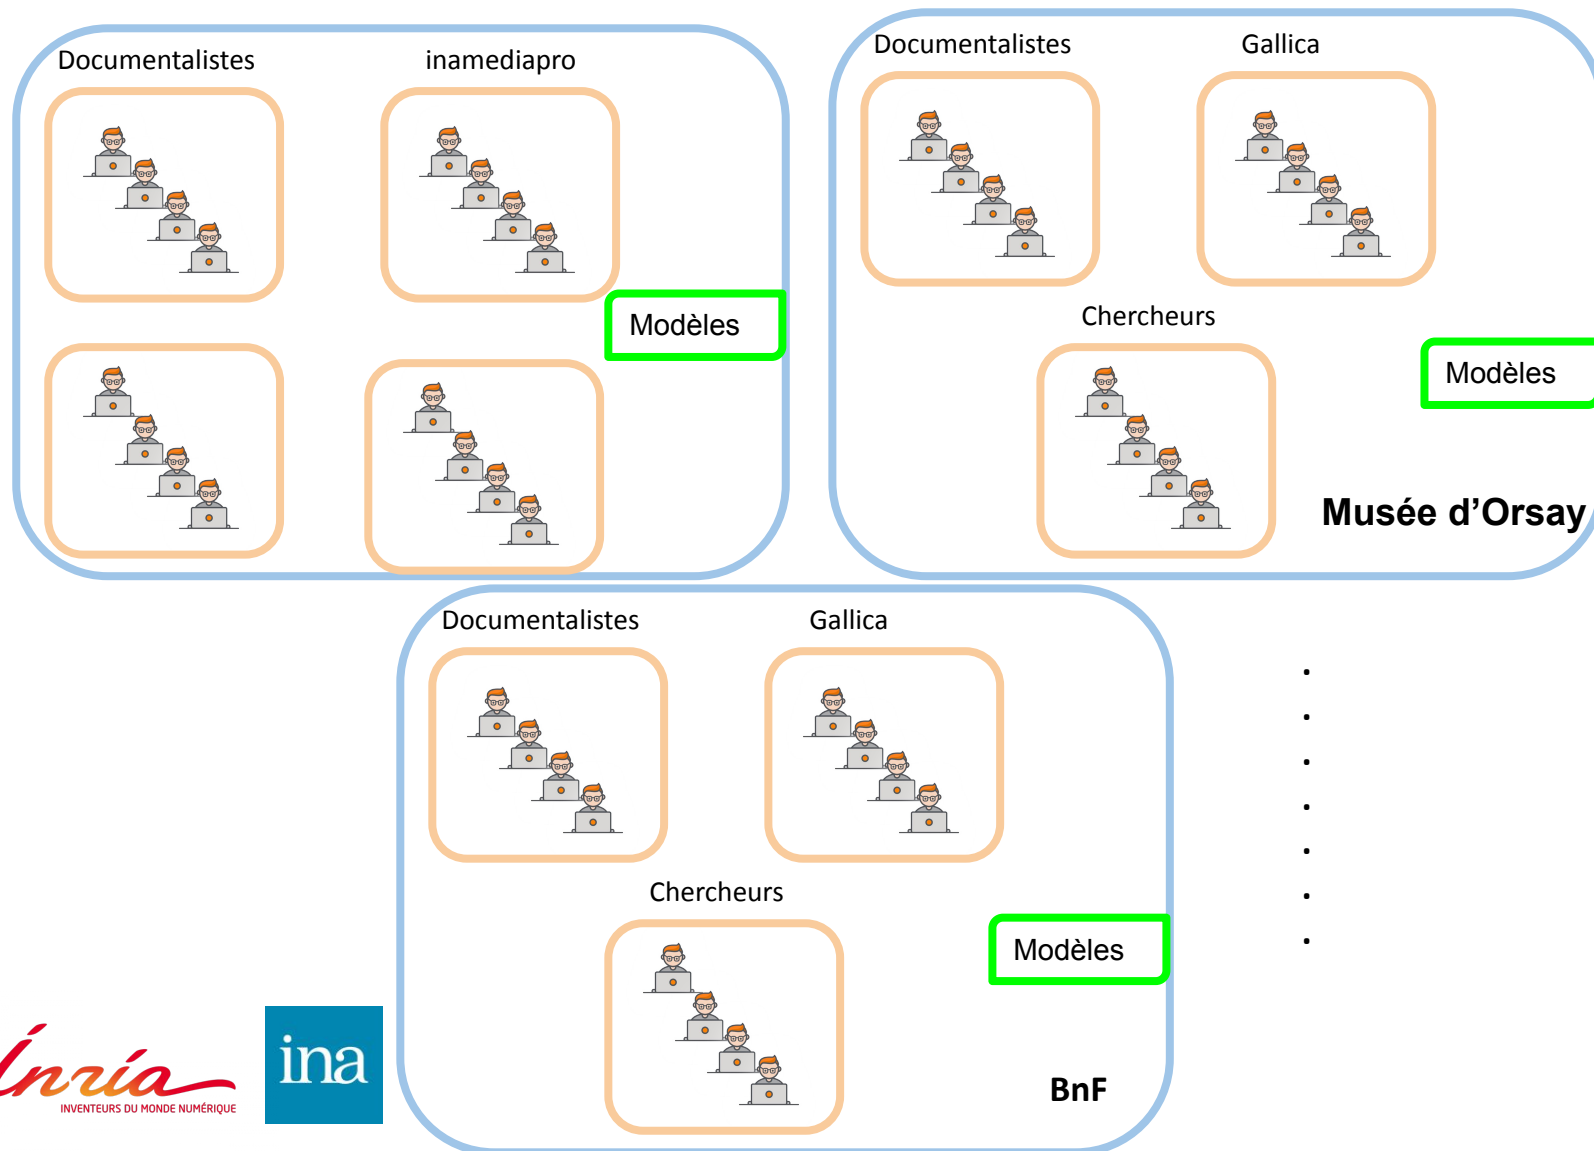 Documentalistes
inamediapro
Modèles
Documentalistes
Gallica
Chercheurs
Modèles
Musée d’Orsay
Documentalistes
Gallica
Chercheurs
Modèles
BnF
Inria
INVENTEURS DU MONDE NUMÉRIQUE
ina